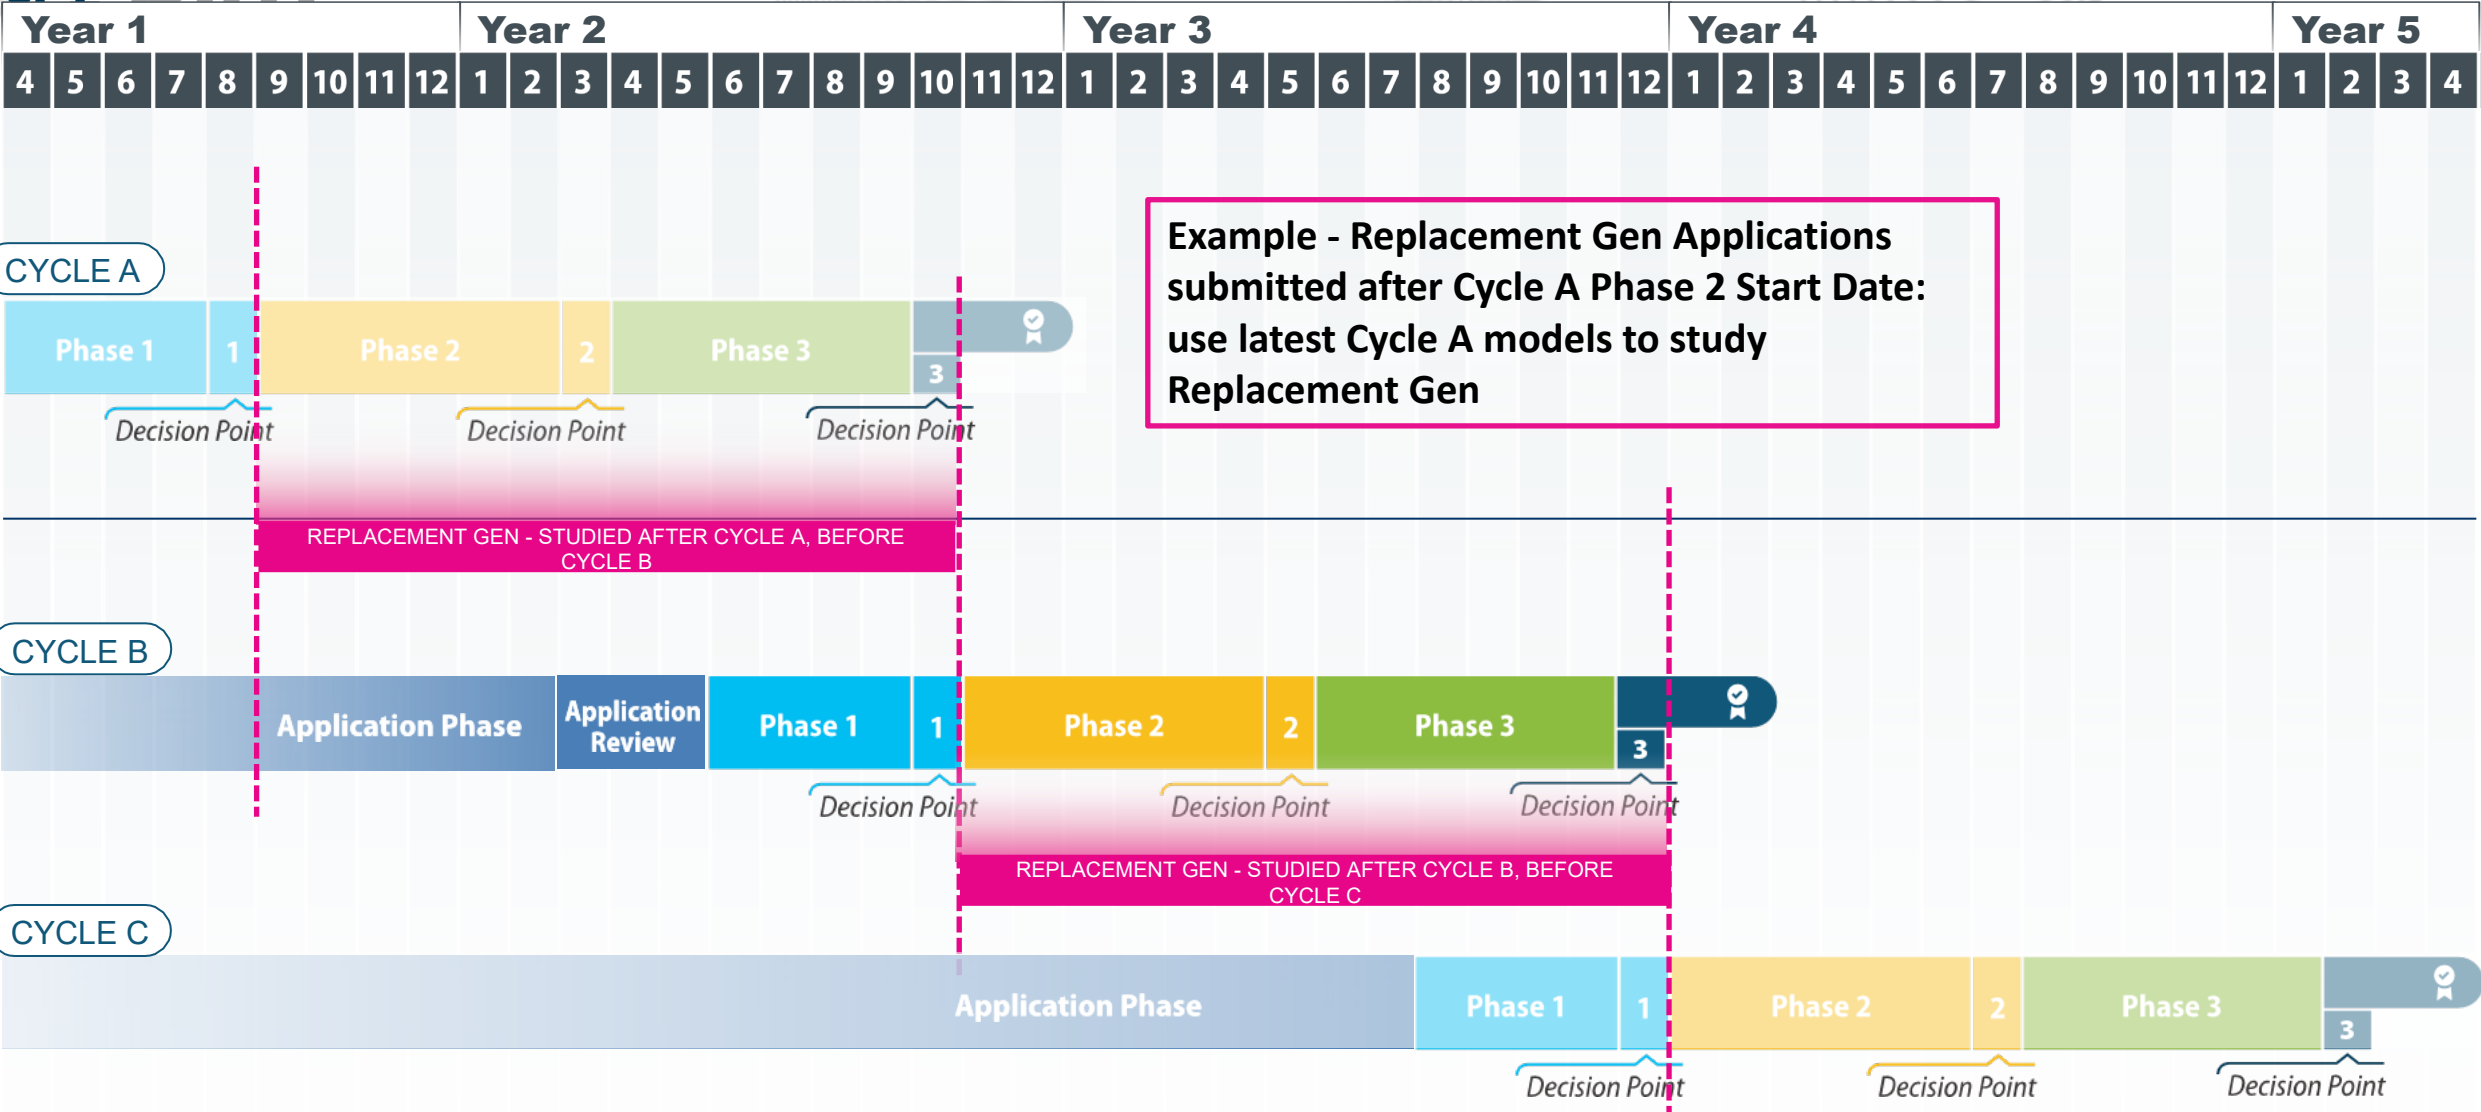 Year 1 Year 2 Year 3 Year 4 Year 5
4 5 6 7 8 9 10 11 12 1 2 3 4 5 6 7 8 9 10 11 12 1 2 3 4 5 6 7 8 9 10 11 12 1 2 3 4 5 6 7 8 9 10 11 12 1 2 3 4
Example - Replacement Gen Applications
submitted after Cycle A Phase 2 Start Date:
use latest Cycle A models to study
Replacement Gen
CYCLE A
Phase 1 1 Phase 2 2 Phase 3
3
Decision Point Decision Point Decision Point
REPLACEMENT GEN - STUDIED AFTER CYCLE A, BEFORE
CYCLE B
CYCLE B
Application Phase
Application
Review
Phase 1 1 Phase 2 2 Phase 3
3
Decision Point Decision Point Decision Point
REPLACEMENT GEN - STUDIED AFTER CYCLE B, BEFORE
CYCLE C
CYCLE C
Application Phase Phase 1 1 Phase 2 2 Phase 3
3
Decision Point Decision Point Decision Point